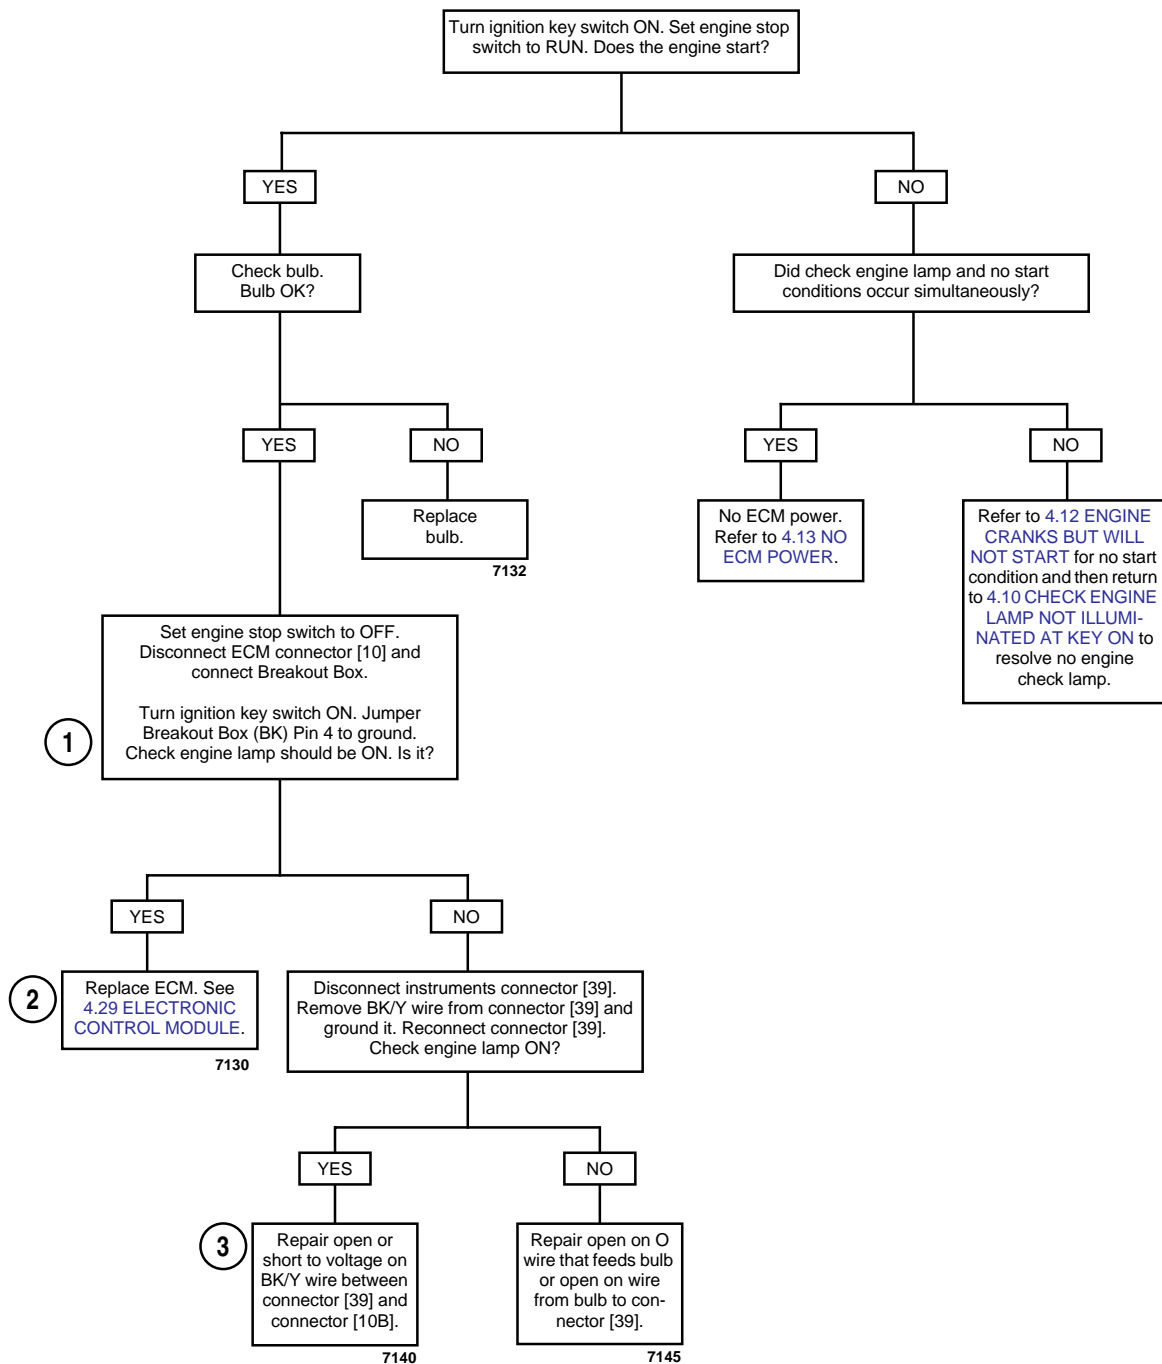 Turn ignition key switch ON. Set engine stop
switch to RUN. Does the engine start?
YES
NO
Check bulb.
Bulb OK?
Did check engine lamp and no start
conditions occur simultaneously?
YES
NO
YES
NO
Replace
bulb.
7132
No ECM power.
Refer to 4.13 NO
ECM POWER.
Refer to 4.12 ENGINE
CRANKS BUT WILL
NOT START for no start
condition and then return
to 4.10 CHECK ENGINE
LAMP NOT ILLUMI-
NATED AT KEY ON to
resolve no engine
check lamp.
1
Set engine stop switch to OFF.
Disconnect ECM connector [10] and
connect Breakout Box.
Turn ignition key switch ON. Jumper
Breakout Box (BK) Pin 4 to ground.
Check engine lamp should be ON. Is it?
YES
NO
2
Replace ECM. See
4.29 ELECTRONIC
CONTROL MODULE.
7130
Disconnect instruments connector [39].
Remove BK/Y wire from connector [39] and
ground it. Reconnect connector [39].
Check engine lamp ON?
YES
NO
3
Repair open or
short to voltage on
BK/Y wire between
connector [39] and
connector [10B].
7140
Repair open on O
wire that feeds bulb
or open on wire
from bulb to con-
nector [39].
7145